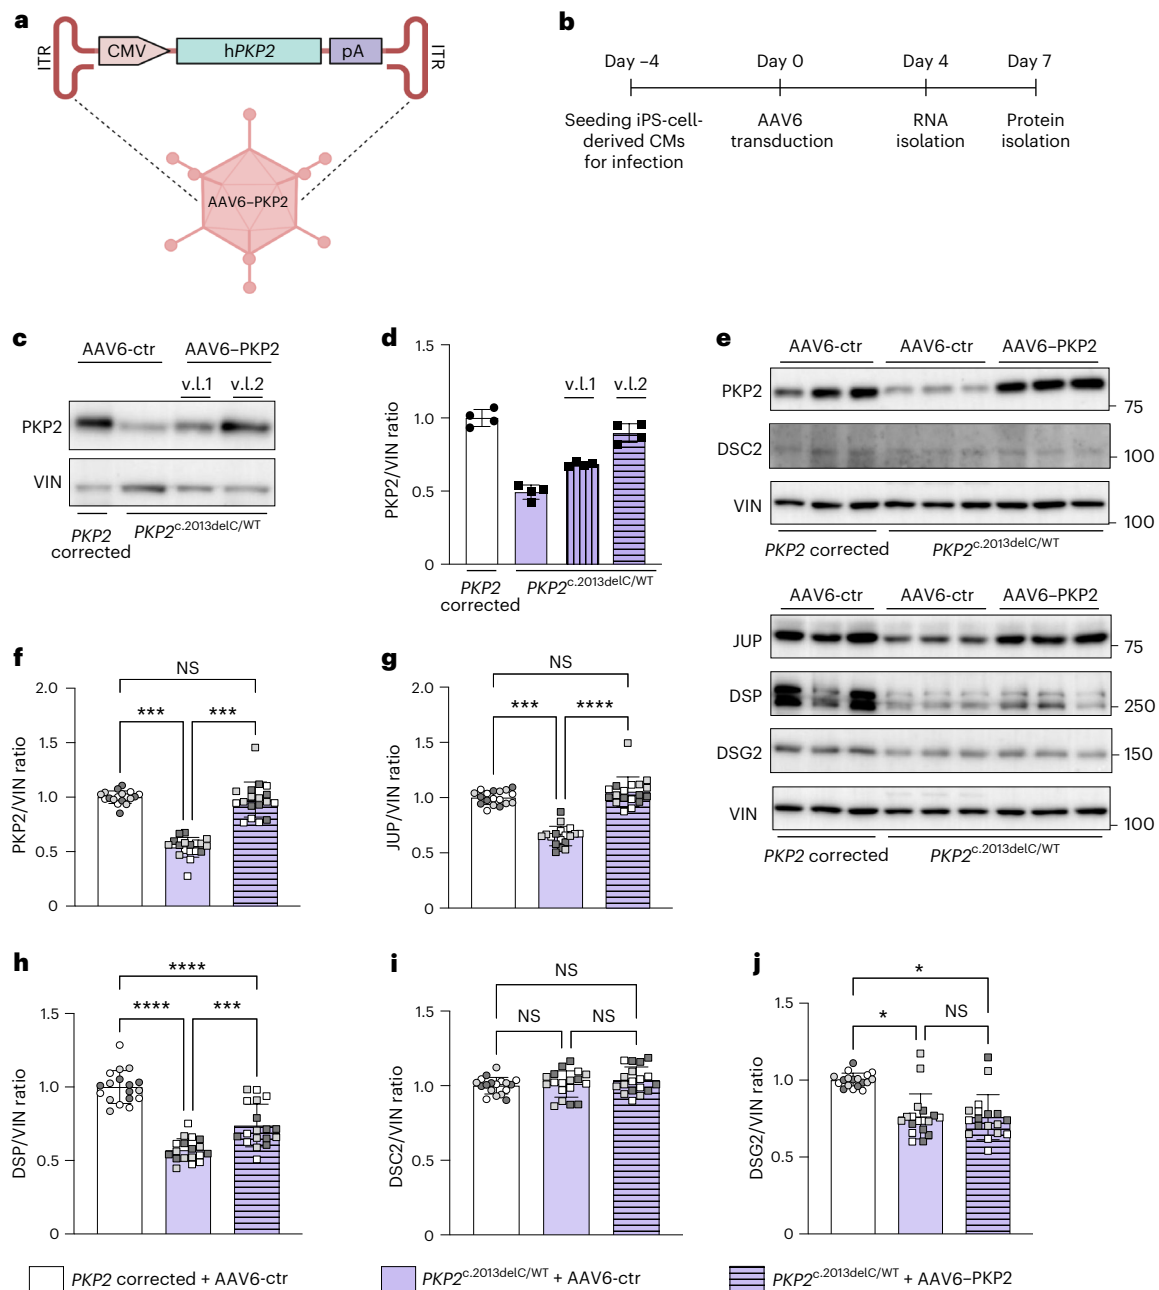 a
ITR
CMV
hPKP2
pA
ITR
AAV6–PKP2
b
Day –4
Day 0
Day 4
Day 7
Seeding iPS-cell-
derived CMs
for infection
AAV6
transduction
RNA
isolation
Protein
isolation
c
AAV6-ctr
AAV6–PKP2
v.l.1
v.l.2
PKP2
VIN
PKP2
corrected
PKP2c.2013delC/WT
d
PKP2/VIN ratio
1.5
1.0
0.5
0
v.l.1
v.l.2
PKP2
corrected
PKP2c.2013delC/WT
e
AAV6-ctr
AAV6-ctr
AAV6–PKP2
PKP2
75
DSC2
100
VIN
100
PKP2 corrected
PKP2c.2013delC/WT
AAV6-ctr
AAV6-ctr
AAV6–PKP2
JUP
75
DSP
250
DSG2
150
VIN
100
PKP2 corrected
PKP2c.2013delC/WT
f
PKP2/VIN ratio
2.0
1.5
1.0
0.5
0
NS
***
***
g
JUP/VIN ratio
2.0
1.5
1.0
0.5
0
NS
***
****
h
DSP/VIN ratio
1.5
1.0
0.5
0
****
****
***
i
DSC2/VIN ratio
1.5
1.0
0.5
0
NS
NS
NS
j
DSG2/VIN ratio
1.5
1.0
0.5
0
*
*
NS
PKP2 corrected + AAV6-ctr
PKP2c.2013delC/WT + AAV6-ctr
PKP2c.2013delC/WT + AAV6–PKP2